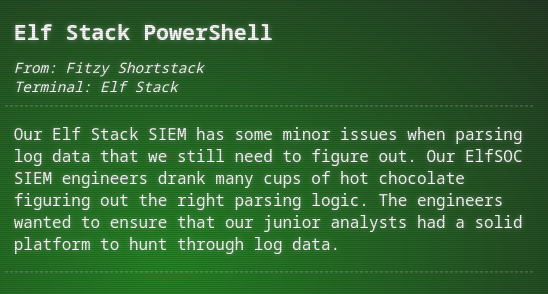 Elf Stack PowerShell
From: Fitzy Shortstack
Terminal: Elf Stack
Our Elf Stack SIEM has some minor issues when parsing
log data that we still need to figure out. Our ElfSOC
SIEM engineers drank many cups of hot chocolate
figuring out the right parsing logic. The engineers
wanted to ensure that our junior analysts had a solid
platform to hunt through log data.